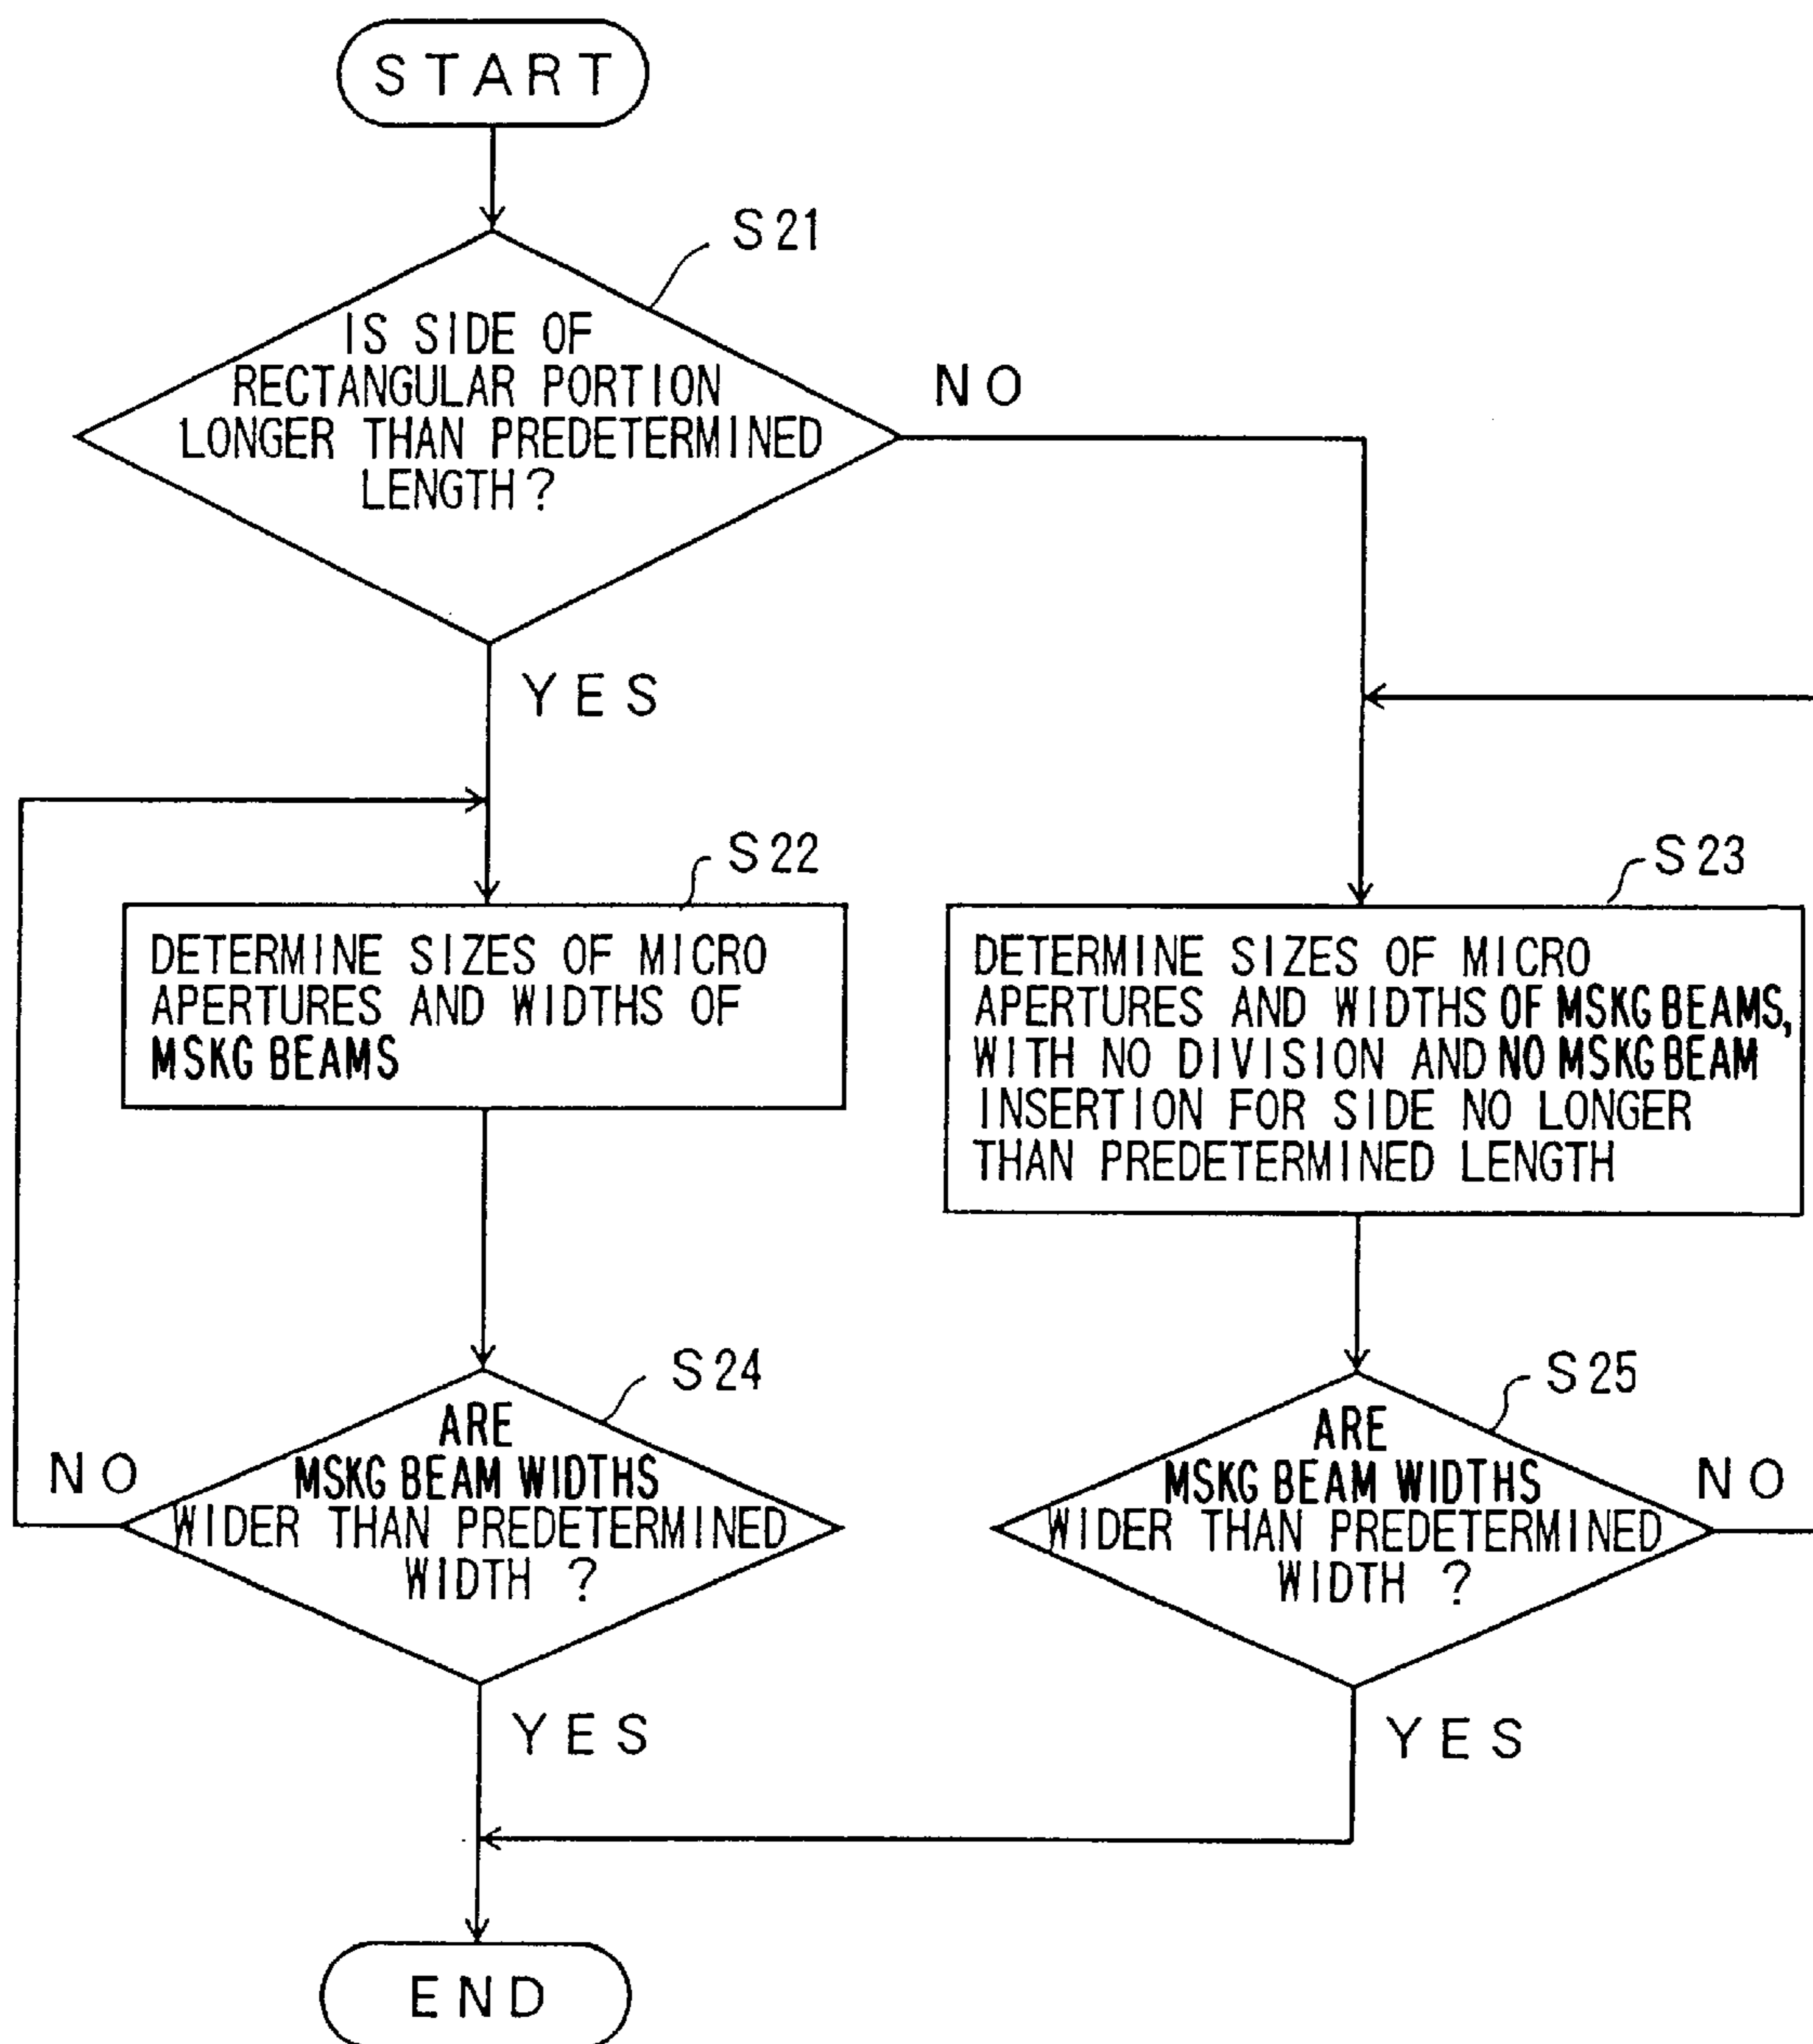 START
S21
IS SIDE OF
RECTANGULAR PORTION
LONGER THAN PREDETERMINED
LENGTH?
NO
YES
S22
DETERMINE SIZES OF MICRO
APERTURES AND WIDTHS OF
MSKG BEAMS
S23
DETERMINE SIZES OF MICRO
APERTURES AND WIDTHS OF MSKG BEAMS,
WITH NO DIVISION AND NO MSKG BEAM
INSERTION FOR SIDE NO LONGER
THAN PREDETERMINED LENGTH
S24
ARE
MSKG BEAM WIDTHS
WIDER THAN PREDETERMINED
WIDTH ?
NO
YES
S25
ARE
MSKG BEAM WIDTHS
WIDER THAN PREDETERMINED
WIDTH ?
NO
YES
END